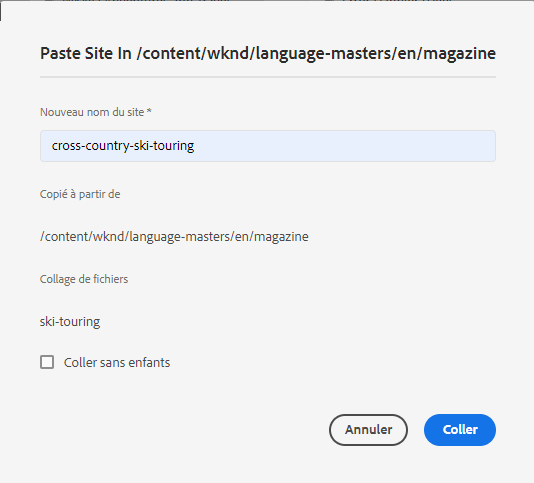 Paste Site In /content/wknd/language-masters/en/magazine
Nouveau nom du site *
cross-country-ski-touring
Copié à partir de
/content/wknd/language-masters/en/magazine
Collage de fichiers
ski-touring
Coller sans enfants
Annuler
Coller